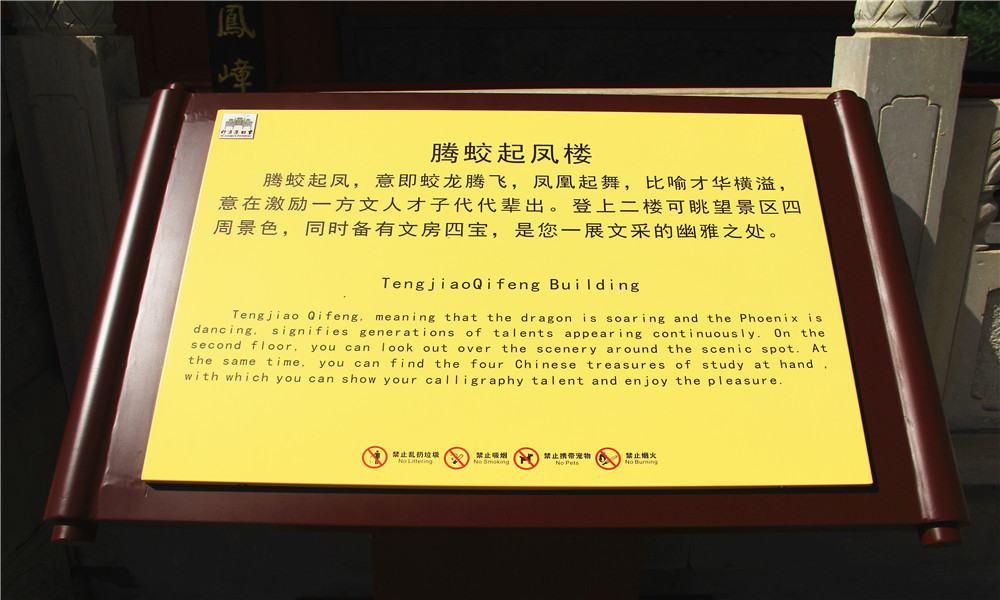 鳳
嶂
腾蛟起凤楼
腾蛟起凤，意即蛟龙腾飞，凤凰起舞，比喻才华横溢，
意在激励一方文人才子代代辈出。登上二楼可眺望景区四
周景色，同时备有文房四宝，是您一展文采的幽雅之处。
TengjiaoQifeng Building
Tengjiao Qifeng, meaning that the dragon is soaring and the Phoenix is
dancing, signifies generations of talents appearing continuously. On the
second floor, you can look out over the scenery around the scenic spot. At
the same time, you can find the four Chinese treasures of study at hand ,
with which you can show your calligraphy talent and enjoy the pleasure.
禁止乱扔垃圾 禁止吸烟 禁止携带宠物 禁止烟火
No Littering No Smoking No Pets No Burning